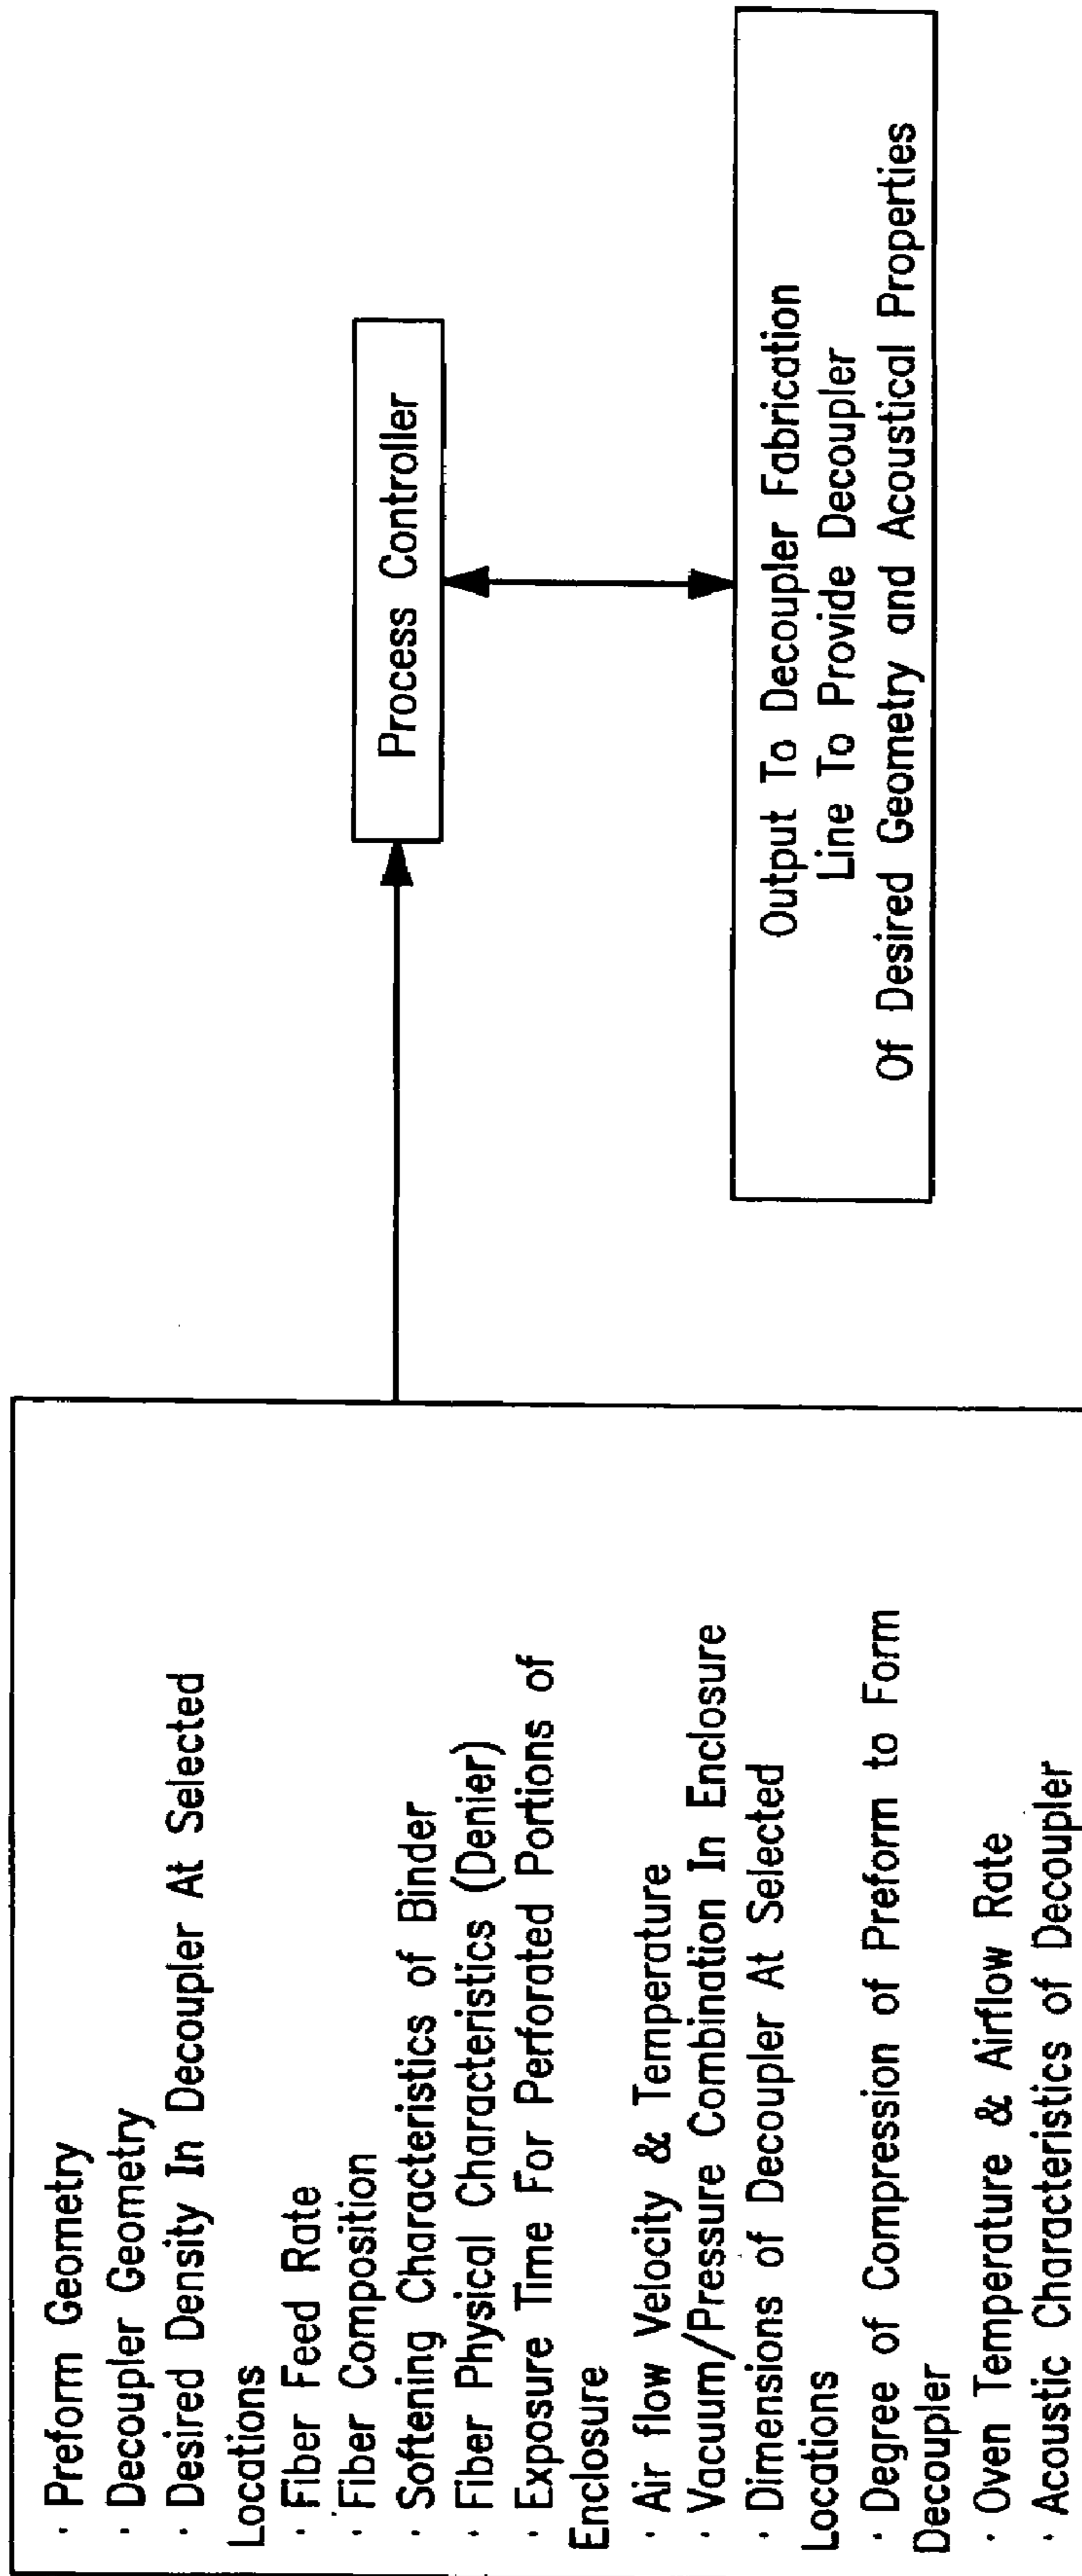 · Preform Geometry
· Decoupler Geometry
· Desired Density In Decoupler At Selected
Locations
· Fiber Feed Rate
· Fiber Composition
· Softening Characteristics of Binder
· Fiber Physical Characteristics (Denier)
· Exposure Time For Perforated Portions of
Enclosure
· Air flow Velocity & Temperature
· Vacuum/Pressure Combination In Enclosure
· Dimensions of Decoupler At Selected
Locations
· Degree of Compression of Preform to Form
Decoupler
· Oven Temperature & Airflow Rate
· Acoustic Characteristics of Decoupler
Process Controller
Output To Decoupler Fabrication
Line To Provide Decoupler
Of Desired Geometry and Acoustical Properties